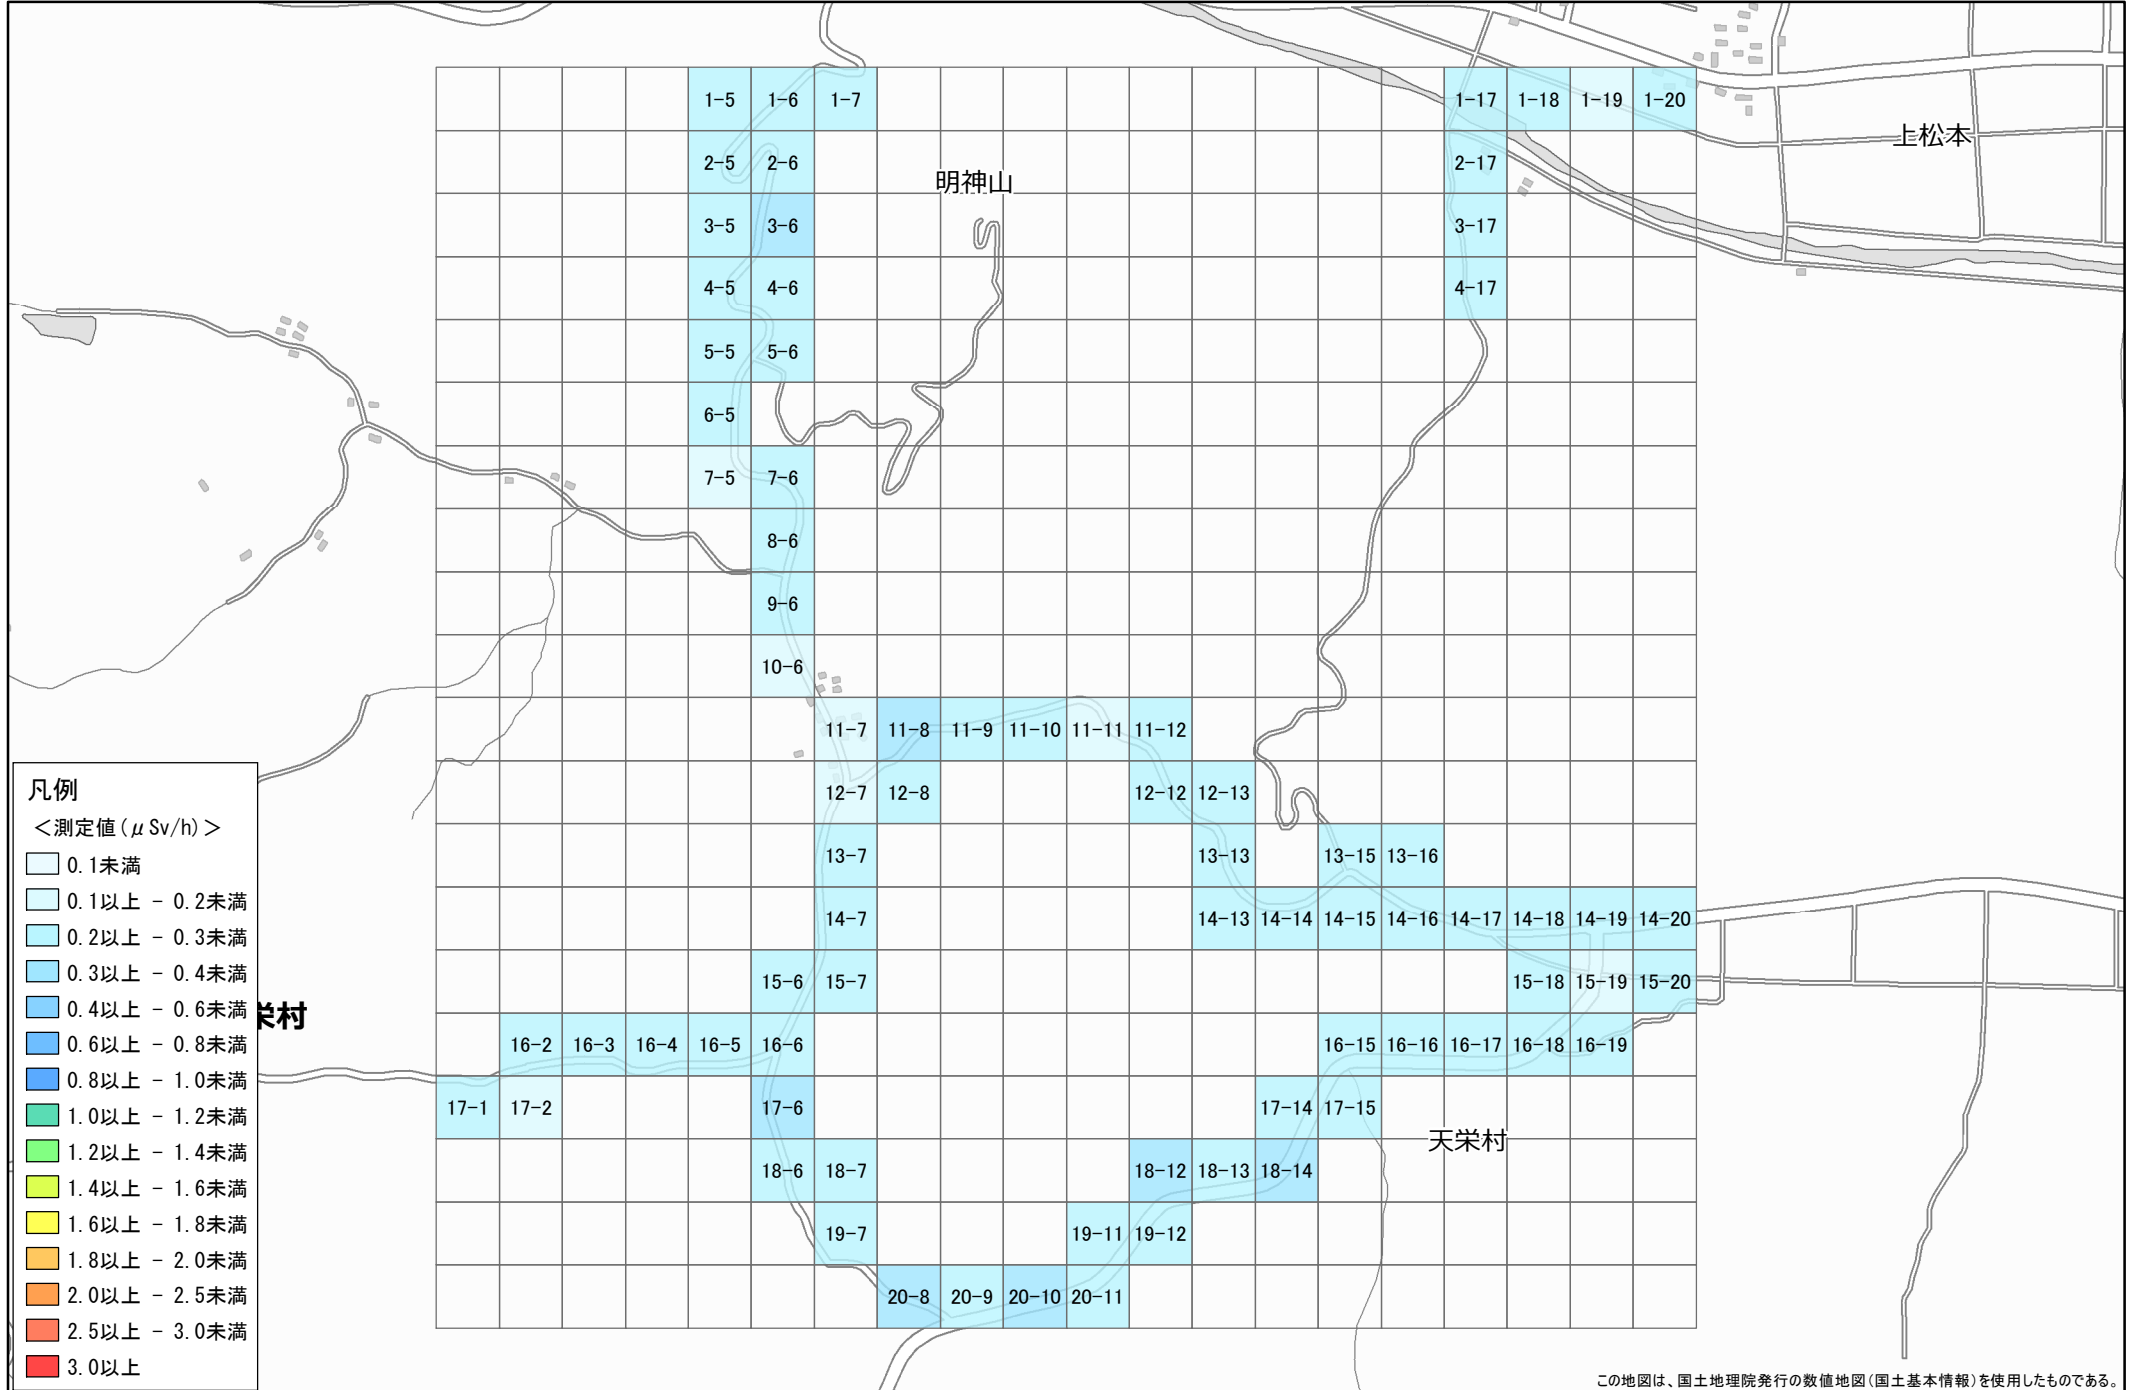 1-5 1-6 1-7 1-17 1-18 1-19 1-20
上松本
2-5 2-6 2-17
明神山
3-5 3-6 3-17
4-5 4-6 4-17
5-5 5-6
6-5
7-5 7-6
8-6
9-6
10-6
11-7 11-8 11-9 11-10 11-11 11-12
12-7 12-8 12-12 12-13
13-7 13-13 13-15 13-16
14-7 14-13 14-14 14-15 14-16 14-17 14-18 14-19 14-20
15-6 15-7 15-18 15-19 15-20
栄村
16-2 16-3 16-4 16-5 16-6 16-15 16-16 16-17 16-18 16-19
17-1 17-2 17-6 17-14 17-15
天栄村
18-6 18-7 18-12 18-13 18-14
19-7 19-11 19-12
20-8 20-9 20-10 20-11
凡例
＜測定値(μSv/h)＞
0.1未満
0.1以上 - 0.2未満
0.2以上 - 0.3未満
0.3以上 - 0.4未満
0.4以上 - 0.6未満
0.6以上 - 0.8未満
0.8以上 - 1.0未満
1.0以上 - 1.2未満
1.2以上 - 1.4未満
1.4以上 - 1.6未満
1.6以上 - 1.8未満
1.8以上 - 2.0未満
2.0以上 - 2.5未満
2.5以上 - 3.0未満
3.0以上
この地図は、国土地理院発行の数値地図(国土基本情報)を使用したものである。